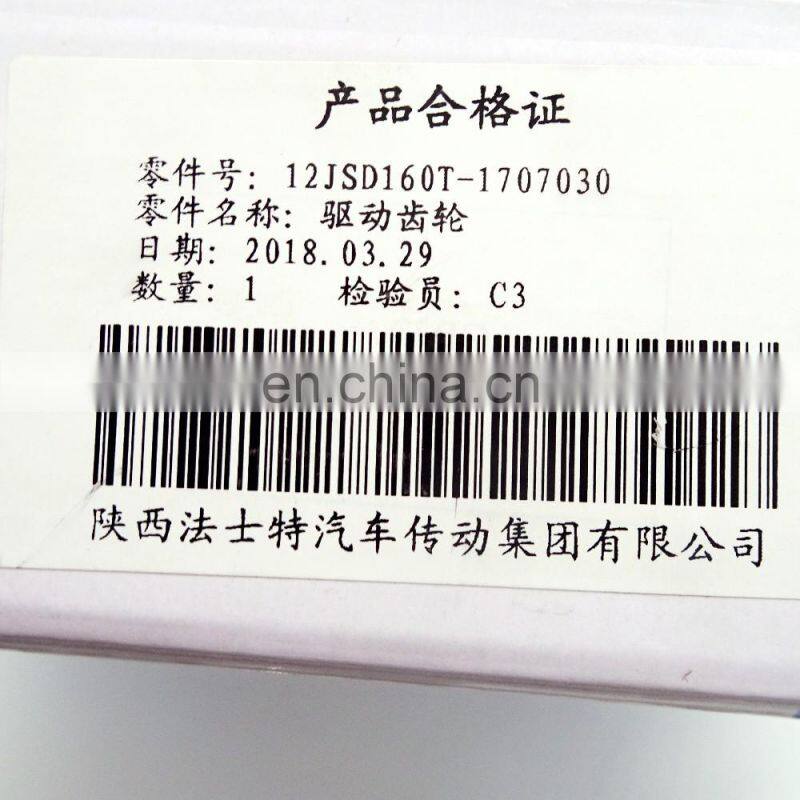 产品合格证
零件号: 12JSD160T-1707030
零件名称: 驱动齿轮
日期: 2018.03.29
数量: 1 检验员: C3
en.china.cn
陕西法士特汽车传动集团有限公司